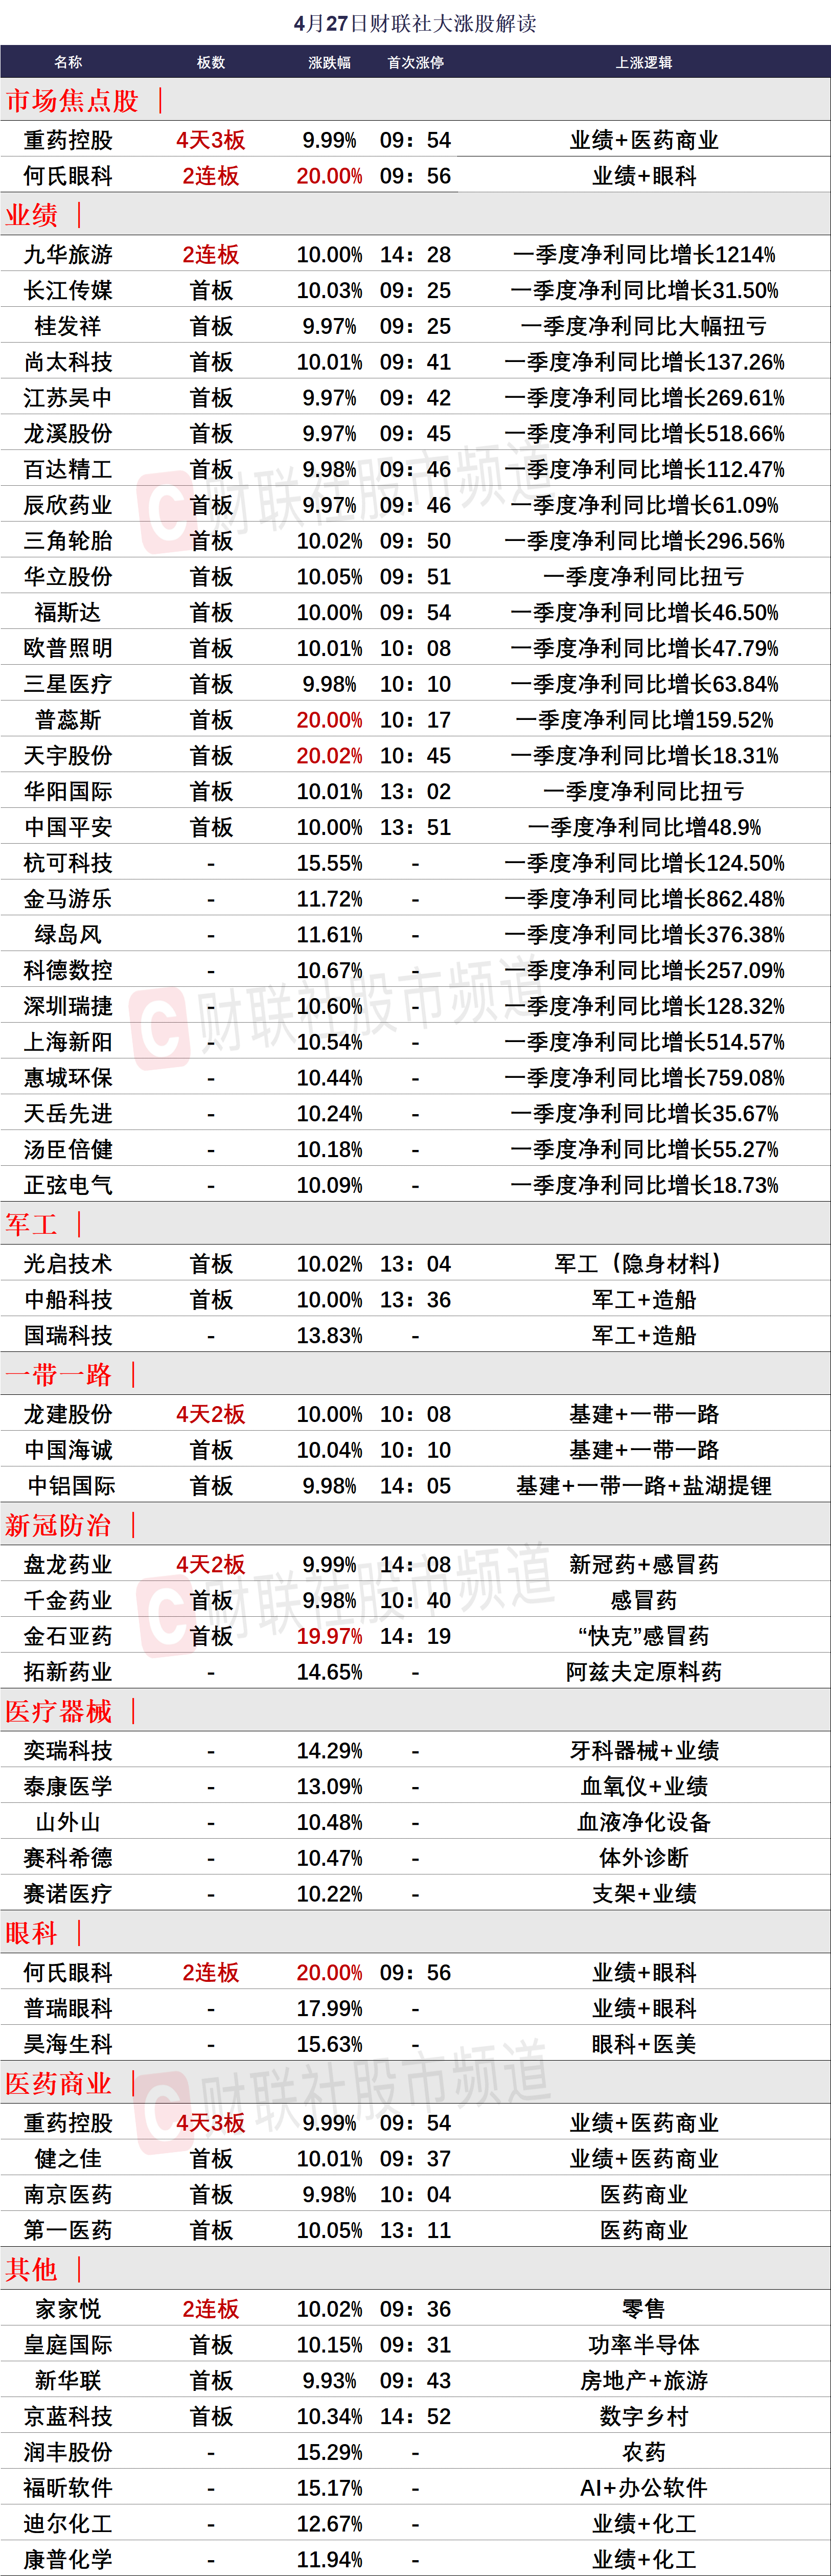 4月27日财联社大涨股解读
名称 板数 涨跌幅 首次涨停 上涨逻辑
市场焦点股 |
重药控股 4天3板 9.99% 09：54 业绩+医药商业
何氏眼科 2连板 20.00% 09：56 业绩+眼科
业绩 |
九华旅游 2连板 10.00% 14：28 一季度净利同比增长1214%
长江传媒 首板 10.03% 09：25 一季度净利同比增长31.50%
桂发祥 首板 9.97% 09：25 一季度净利同比大幅扭亏
尚太科技 首板 10.01% 09：41 一季度净利同比增长137.26%
江苏吴中 首板 9.97% 09：42 一季度净利同比增长269.61%
龙溪股份 首板 9.97% 09：45 一季度净利同比增长518.66%
百达精工 首板 9.98% 09：46 一季度净利同比增长112.47%
辰欣药业 首板 9.97% 09：46 一季度净利同比增长61.09%
三角轮胎 首板 10.02% 09：50 一季度净利同比增长296.56%
华立股份 首板 10.05% 09：51 一季度净利同比扭亏
福斯达 首板 10.00% 09：54 一季度净利同比增长46.50%
欧普照明 首板 10.01% 10：08 一季度净利同比增长47.79%
三星医疗 首板 9.98% 10：10 一季度净利同比增长63.84%
普蕊斯 首板 20.00% 10：17 一季度净利同比增159.52%
天宇股份 首板 20.02% 10：45 一季度净利同比增长18.31%
华阳国际 首板 10.01% 13：02 一季度净利同比扭亏
中国平安 首板 10.00% 13：51 一季度净利同比增48.9%
杭可科技 - 15.55% - 一季度净利同比增长124.50%
金马游乐 - 11.72% - 一季度净利同比增长862.48%
绿岛风 - 11.61% - 一季度净利同比增长376.38%
科德数控 - 10.67% - 一季度净利同比增长257.09%
深圳瑞捷 - 10.60% - 一季度净利同比增长128.32%
上海新阳 - 10.54% - 一季度净利同比增长514.57%
惠城环保 - 10.44% - 一季度净利同比增长759.08%
天岳先进 - 10.24% - 一季度净利同比增长35.67%
汤臣倍健 - 10.18% - 一季度净利同比增长55.27%
正弦电气 - 10.09% - 一季度净利同比增长18.73%
军工 |
光启技术 首板 10.02% 13：04 军工（隐身材料）
中船科技 首板 10.00% 13：36 军工+造船
国瑞科技 - 13.83% - 军工+造船
一带一路 |
龙建股份 4天2板 10.00% 10：08 基建+一带一路
中国海诚 首板 10.04% 10：10 基建+一带一路
中铝国际 首板 9.98% 14：05 基建+一带一路+盐湖提锂
新冠防治 |
盘龙药业 4天2板 9.99% 14：08 新冠药+感冒药
千金药业 首板 9.98% 10：40 感冒药
金石亚药 首板 19.97% 14：19 “快克”感冒药
拓新药业 - 14.65% - 阿兹夫定原料药
医疗器械 |
奕瑞科技 - 14.29% - 牙科器械+业绩
泰康医学 - 13.09% - 血氧仪+业绩
山外山 - 10.48% - 血液净化设备
赛科希德 - 10.47% - 体外诊断
赛诺医疗 - 10.22% - 支架+业绩
眼科 |
何氏眼科 2连板 20.00% 09：56 业绩+眼科
普瑞眼科 - 17.99% - 业绩+眼科
昊海生科 - 15.63% - 眼科+医美
医药商业 |
重药控股 4天3板 9.99% 09：54 业绩+医药商业
健之佳 首板 10.01% 09：37 业绩+医药商业
南京医药 首板 9.98% 10：04 医药商业
第一医药 首板 10.05% 13：11 医药商业
其他 |
家家悦 2连板 10.02% 09：36 零售
皇庭国际 首板 10.15% 09：31 功率半导体
新华联 首板 9.93% 09：43 房地产+旅游
京蓝科技 首板 10.34% 14：52 数字乡村
润丰股份 - 15.29% - 农药
福昕软件 - 15.17% - AI+办公软件
迪尔化工 - 12.67% - 业绩+化工
康普化学 - 11.94% - 业绩+化工
C 财联社股市频道
C 财联社股市频道
C 财联社股市频道
C 财联社股市频道